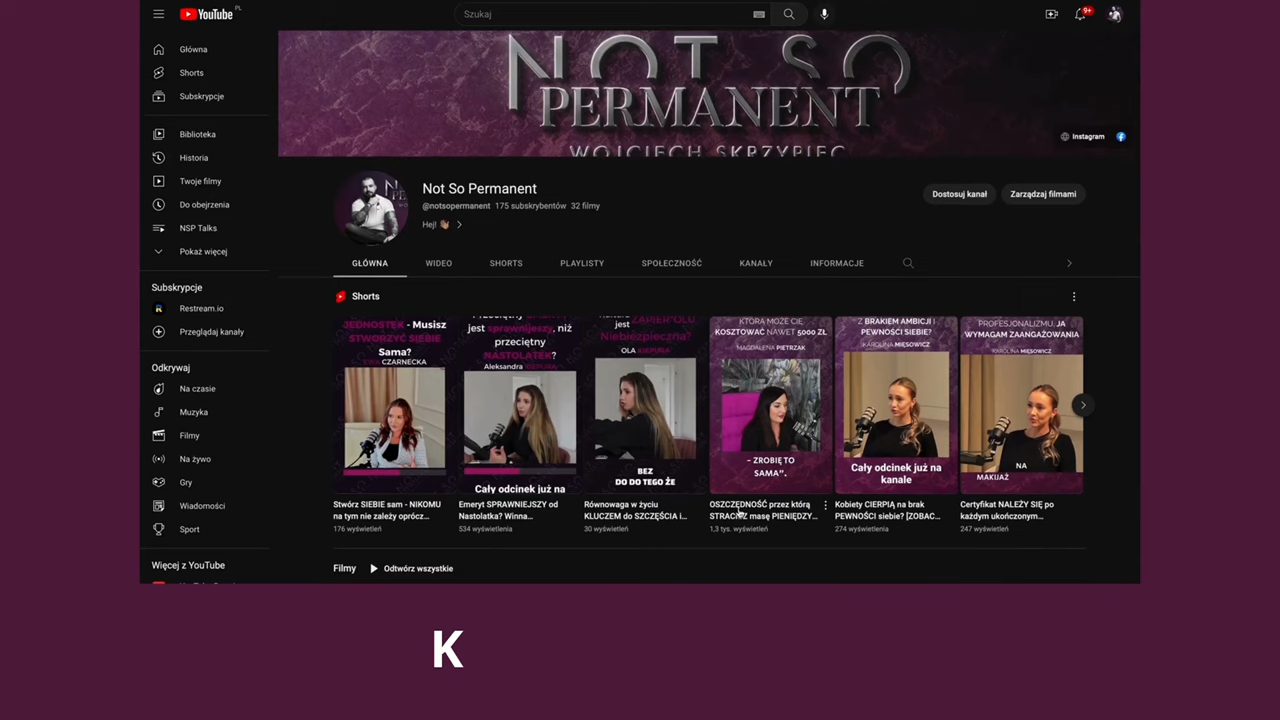 YouTube PL
Szukaj
9+
Główna
Shorts
Subskrypcje
Biblioteka
Historia
Twoje filmy
Do obejrzenia
NSP Talks
Pokaż więcej
Subskrypcje
Restream.io
Przeglądaj kanały
Odkrywaj
Na czasie
Muzyka
Filmy
Na żywo
Gry
Wiadomości
Sport
Więcej z YouTube
NOT SO
PERMANENT
WOJCIECH SKRZYPIEC
Instagram
Not So Permanent
@notsopermanent 175 subskrybentów 32 filmy
Hej! 👋🏽
Dostosuj kanał
Zarządzaj filmami
GŁÓWNA WIDEO SHORTS PLAYLISTY SPOŁECZNOŚĆ KANAŁY INFORMACJE
Shorts
JEDNOSTEK - Musisz
STWORZYĆ SIEBIE
Sama?
CZARNECKA
Stwórz SIEBIE sam - NIKOMU
na tym nie zależy oprócz...
176 wyświetleń
jest sprawniejszy, niż
przeciętny
NASTOLATEK?
Aleksandra KIEPURA
Cały odcinek już na
Emeryt SPRAWNIEJSZY od
Nastolatka? Winna...
534 wyświetlenia
jest
Niebezpieczna?
OLA KIEPURA
BEZ
DO DO TEGO ŻE
Równowaga w życiu
KLUCZEM do SZCZĘŚCIA i...
30 wyświetleń
KTÓRA MOŻE CIĘ
KOSZTOWAĆ NAWET 5000 ZŁ
MAGDALENA PIETRZAK
– ZROBIĘ TO
SAMA”.
OSZCZĘDNOŚĆ przez którą
STRACISZ masę PIENIĘDZY...
1,3 tys. wyświetleń
Z BRAKIEM AMBICJI I
PEWNOŚCI SIEBIE?
KAROLINA MIĘSOWICZ
Cały odcinek już na
kanale
Kobiety CIERPIĄ na brak
PEWNOŚCI siebie? [ZOBAC...
274 wyświetlenia
PROFESJONALIZMU, JA
WYMAGAM ZAANGAŻOWANIA
KAROLINA MIĘSOWICZ
NA
MAKIJAŻ
Certyfikat NALEŻY SIĘ po
każdym ukończonym...
247 wyświetleń
Filmy Odtwórz wszystkie
K